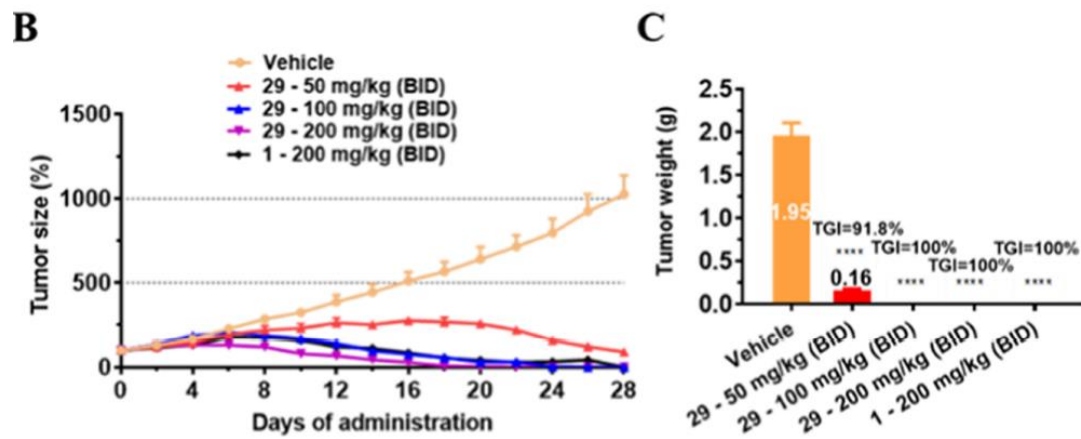 B
Vehicle
29 - 50 mg/kg (BID)
29 - 100 mg/kg (BID)
29 - 200 mg/kg (BID)
1 - 200 mg/kg (BID)
Tumor size (%)
1500
1000
500
0
0 4 8 12 16 20 24 28
Days of administration
C
Tumor weight (g)
2.5
2.0
1.5
1.0
0.5
0.0
1.95
TGI=91.8%
****
0.16
TGI=100%
****
TGI=100%
****
TGI=100%
****
Vehicle
29 - 50 mg/kg (BID)
29 - 100 mg/kg (BID)
29 - 200 mg/kg (BID)
1 - 200 mg/kg (BID)